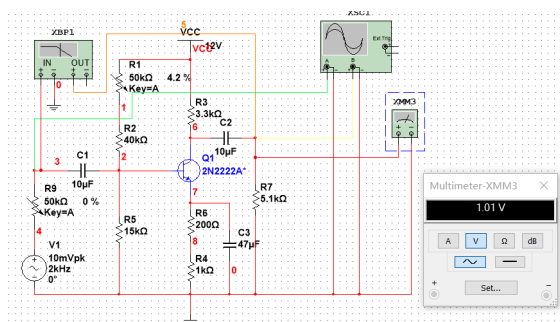 XBP1
IN OUT
0
5
VCC
VCC
12V
XSC1
Ext Trig
A B
XMM3
R1
50kΩ
Key=A
4.2 %
1
R2
40kΩ
2
R3
3.3kΩ
6
C2
10μF
3
C1
10μF
Q1
2N2222A*
7
R9
50kΩ
Key=A
0 %
4
R5
15kΩ
R6
200Ω
8
R4
1kΩ
C3
47μF
0
R7
5.1kΩ
V1
10mVpk
2kHz
0°
Multimeter-XMM3
1.01 V
A V Ω dB
Set...